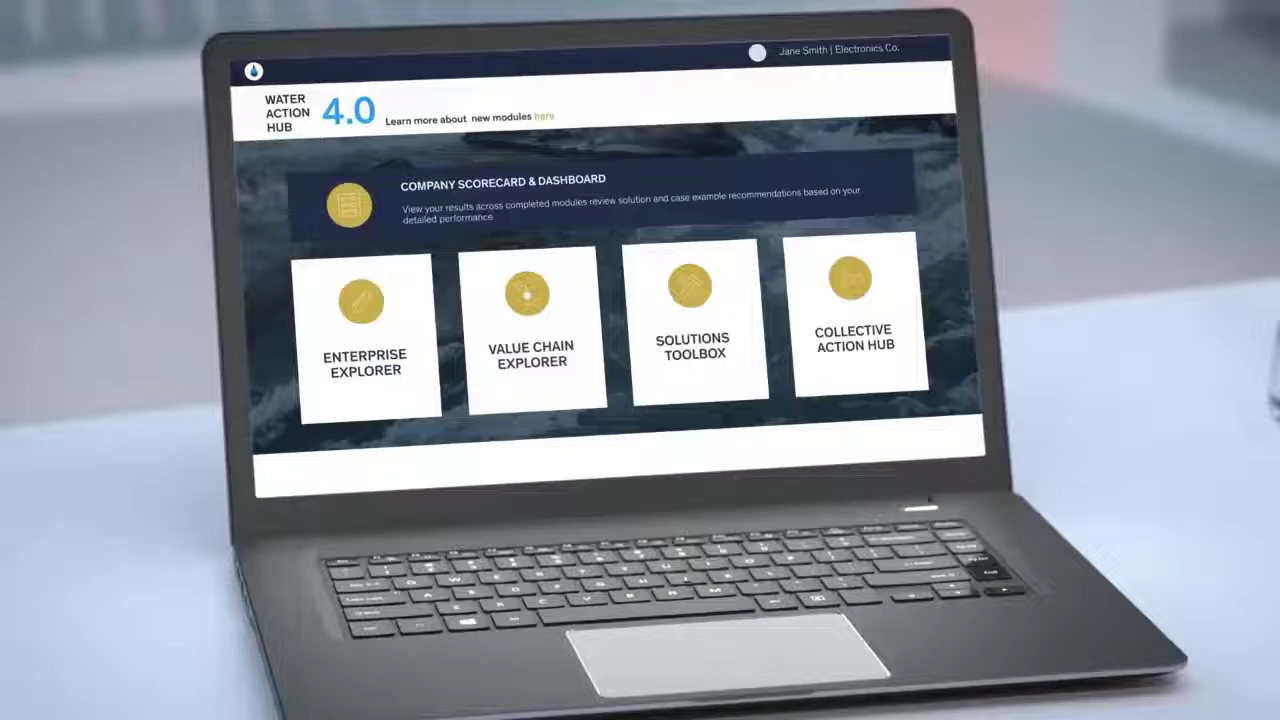 Jane Smith | Electronics Co.
WATER
ACTION
HUB
4.0
Learn more about new modules here
COMPANY SCORECARD & DASHBOARD
View your results across completed modules review solution and case example recommendations based on your
detailed performance
ENTERPRISE
EXPLORER
VALUE CHAIN
EXPLORER
SOLUTIONS
TOOLBOX
COLLECTIVE
ACTION HUB